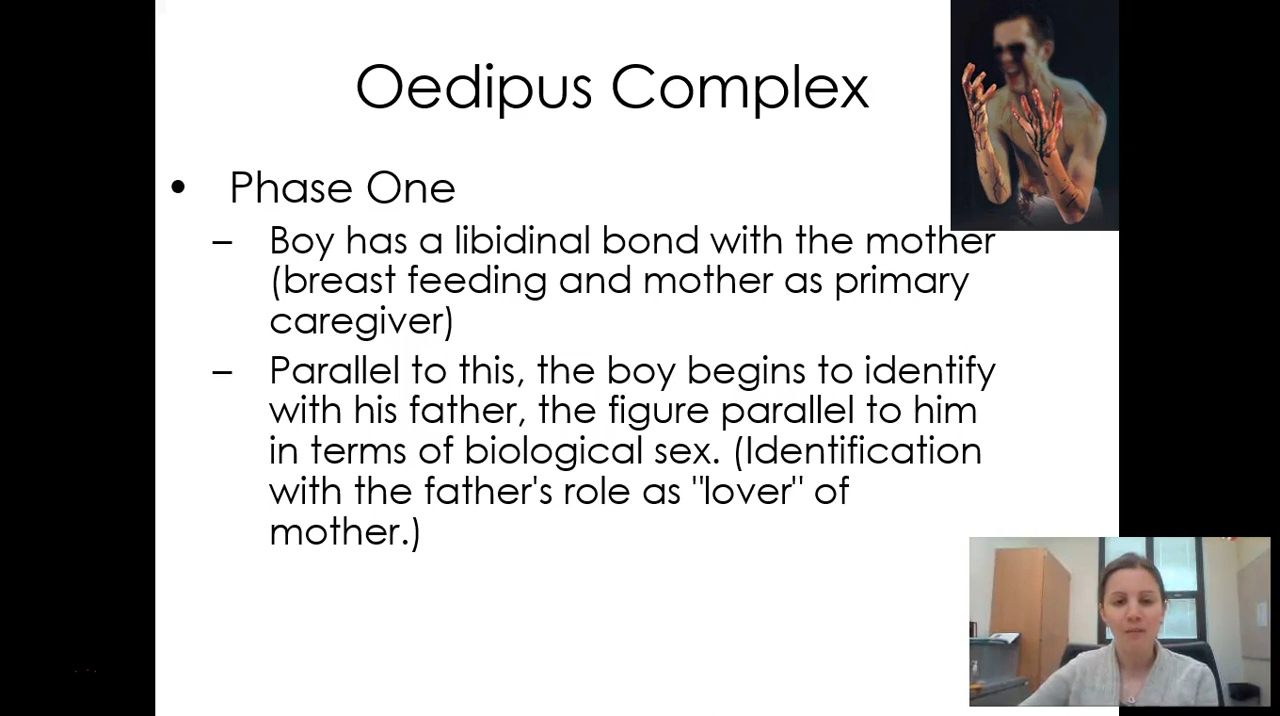 Oedipus Complex
• Phase One
– Boy has a libidinal bond with the mother
(breast feeding and mother as primary
caregiver)
– Parallel to this, the boy begins to identify
with his father, the figure parallel to him
in terms of biological sex. (Identification
with the father's role as "lover" of
mother.)